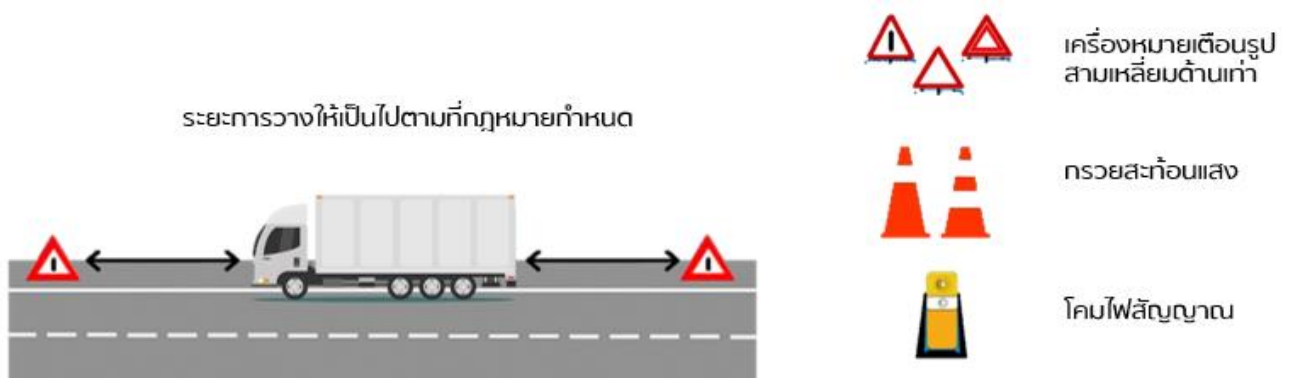 ระยะการวางให้เป็นไปตามที่กฎหมายกำหนด
เครื่องหมายเตือนรูป
สามเหลี่ยมด้านเท่า
กรวยสะท้อนแสง
โคมไฟสัญญาณ